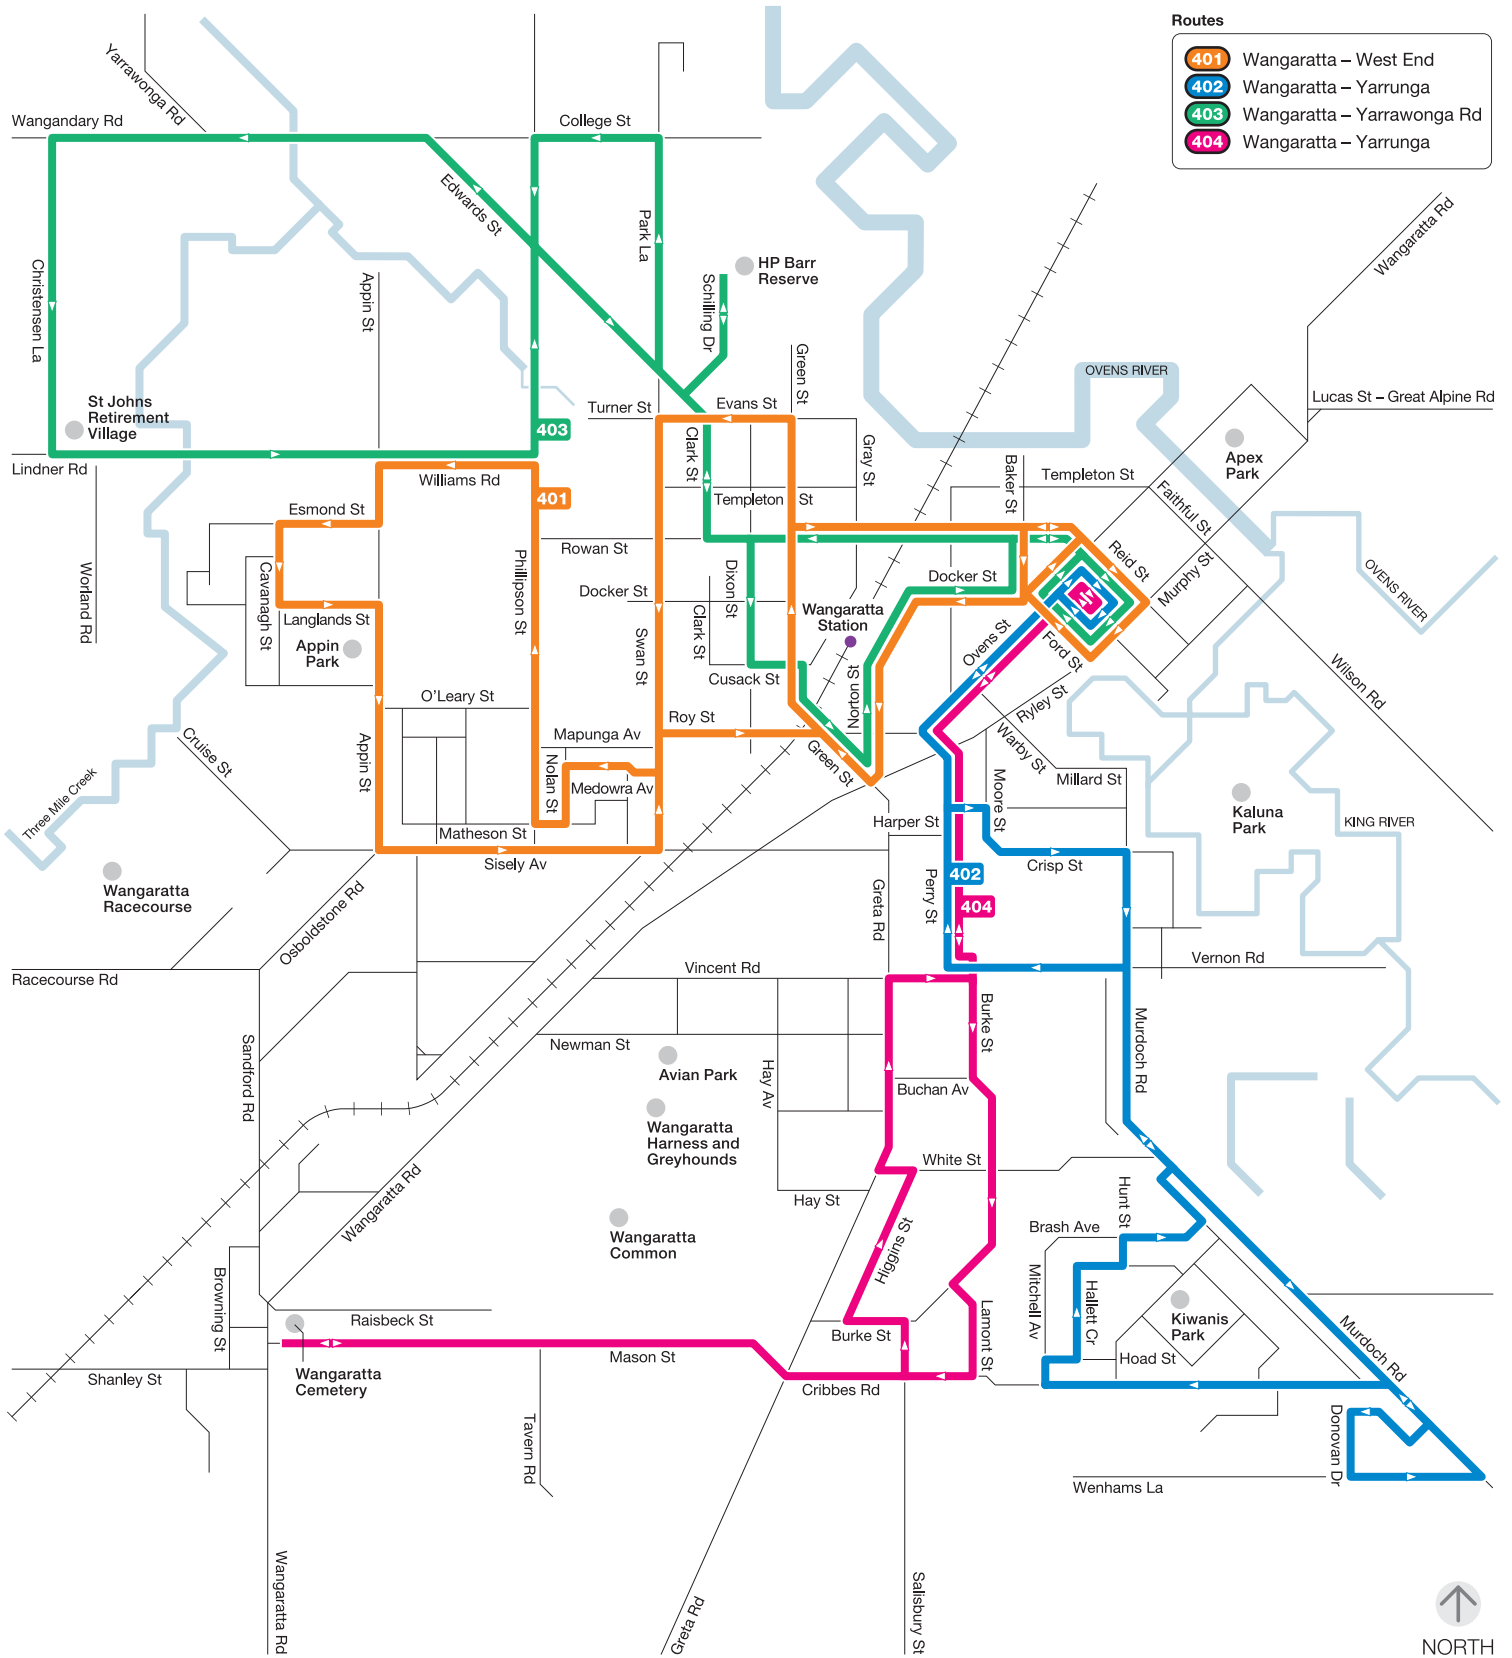 Routes
401 Wangaratta – West End
402 Wangaratta – Yarrunga
403 Wangaratta – Yarrawonga Rd
404 Wangaratta – Yarrunga
Yarrawonga Rd
Wangandary Rd
College St
Edwards St
Park La
Christensen La
Appin St
Schilling Dr
HP Barr
Reserve
Green St
Wangaratta Rd
OVENS RIVER
Lucas St – Great Alpine Rd
St Johns
Retirement
Village
Turner St
Evans St
403
Clark St
Gray St
Baker St
Templeton St
Apex
Park
Lindner Rd
Williams Rd
401
Templeton St
Faithful St
Esmond St
Rowan St
Reid St
Murphy St
OVENS RIVER
Worland Rd
Cavanagh St
Phillipson St
Docker St
Dixon St
Docker St
Langlands St
Clark St
Wangaratta
Station
Appin
Park
Swan St
Cusack St
Norton St
Ovens St
Ford St
Wilson Rd
O'Leary St
Roy St
Ryley St
Cruise St
Appin St
Mapunga Av
Nolan St
Medowra Av
Green St
Warby St
Moore St
Millard St
Three Mile Creek
Matheson St
Harper St
Kaluna
Park
KING RIVER
Sisely Av
Crisp St
Wangaratta
Racecourse
402
404
Perry St
Greta Rd
Osboldstone Rd
Racecourse Rd
Vincent Rd
Vernon Rd
Burke St
Murdoch Rd
Sandford Rd
Newman St
Avian Park
Hay Av
Buchan Av
Wangaratta
Harness and
Greyhounds
White St
Wangaratta Rd
Hay St
Hunt St
Wangaratta
Common
Higgins St
Brash Ave
Mitchell Av
Hallett Cr
Browning St
Raisbeck St
Burke St
Lamont St
Kiwanis
Park
Murdoch Rd
Mason St
Hoad St
Shanley St
Wangaratta
Cemetery
Cribbes Rd
Tavern Rd
Donovan Dr
Wenhams La
Wangaratta Rd
Greta Rd
Salisbury St
NORTH